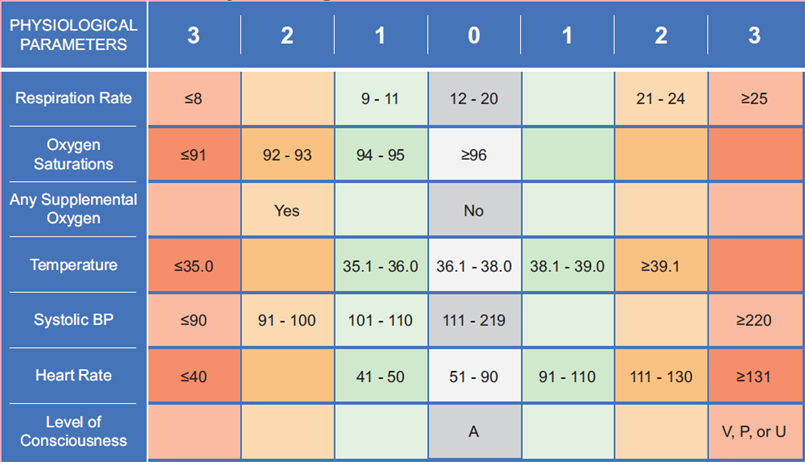 PHYSIOLOGICAL
PARAMETERS
3 2 1 0 1 2 3
Respiration Rate ≤8 9 - 11 12 - 20 21 - 24 ≥25
Oxygen
Saturations
≤91 92 - 93 94 - 95 ≥96
Any Supplemental
Oxygen
Yes No
Temperature ≤35.0 35.1 - 36.0 36.1 - 38.0 38.1 - 39.0 ≥39.1
Systolic BP ≤90 91 - 100 101 - 110 111 - 219 ≥220
Heart Rate ≤40 41 - 50 51 - 90 91 - 110 111 - 130 ≥131
Level of
Consciousness
A V, P, or U